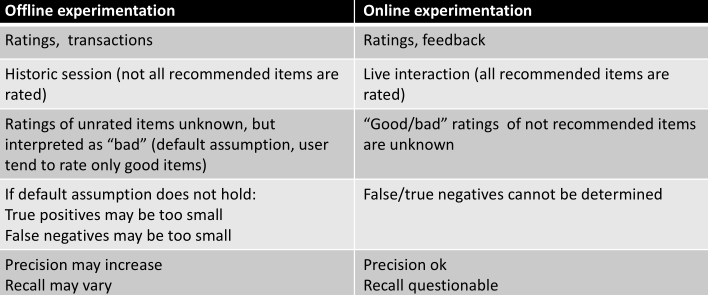 Offline experimentation
Online experimentation
Ratings, transactions
Ratings, feedback
Historic session (not all recommended items are
rated)
Live interaction (all recommended items are
rated)
Ratings of unrated items unknown, but
interpreted as “bad” (default assumption, user
tend to rate only good items)
“Good/bad” ratings of not recommended items
are unknown
If default assumption does not hold:
True positives may be too small
False negatives may be too small
False/true negatives cannot be determined
Precision may increase
Recall may vary
Precision ok
Recall questionable